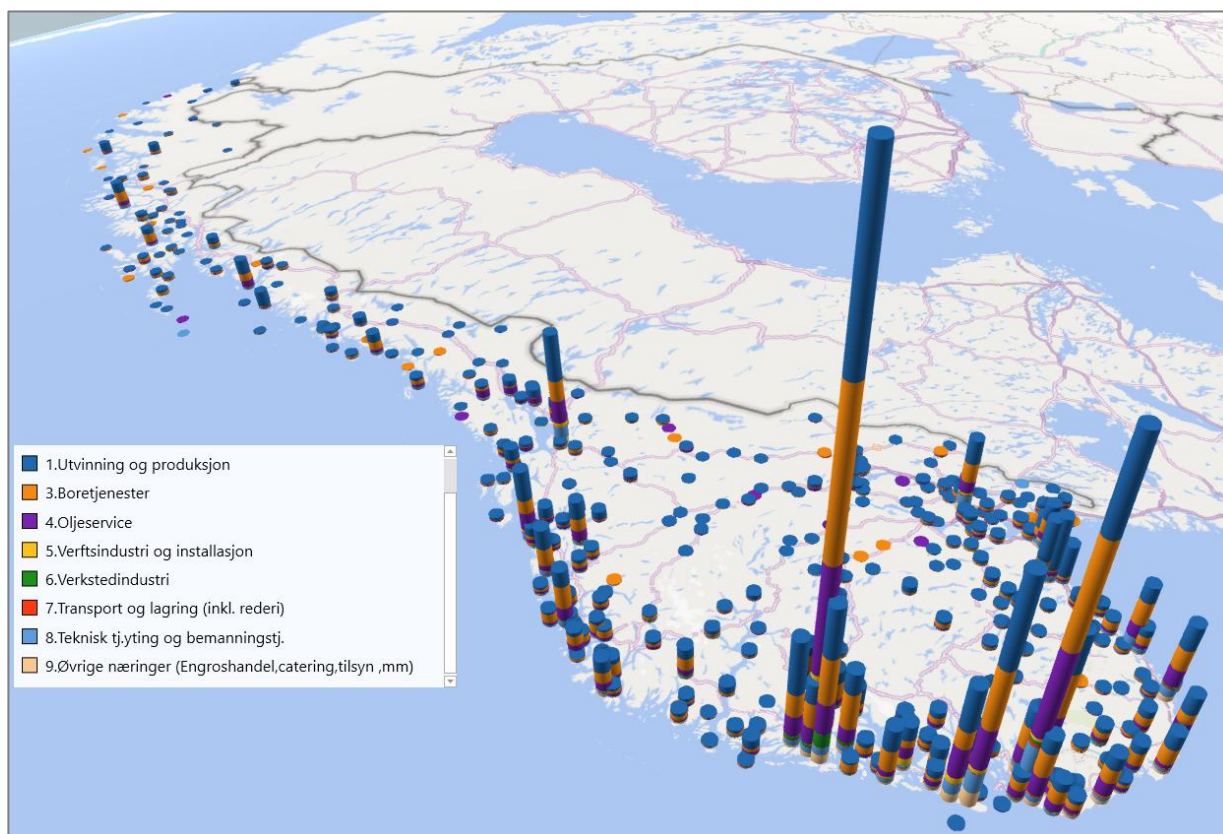 1.Utvinning og produksjon
3.Boretjenester
4.Oljeservice
5.Verftsindustri og installasjon
6.Verkstedindustri
7.Transport og lagring (inkl. rederi)
8.Teknisk tj.yting og bemanningstj.
9.Øvrige næringer (Engroshandel,catering,tilsyn ,mm)